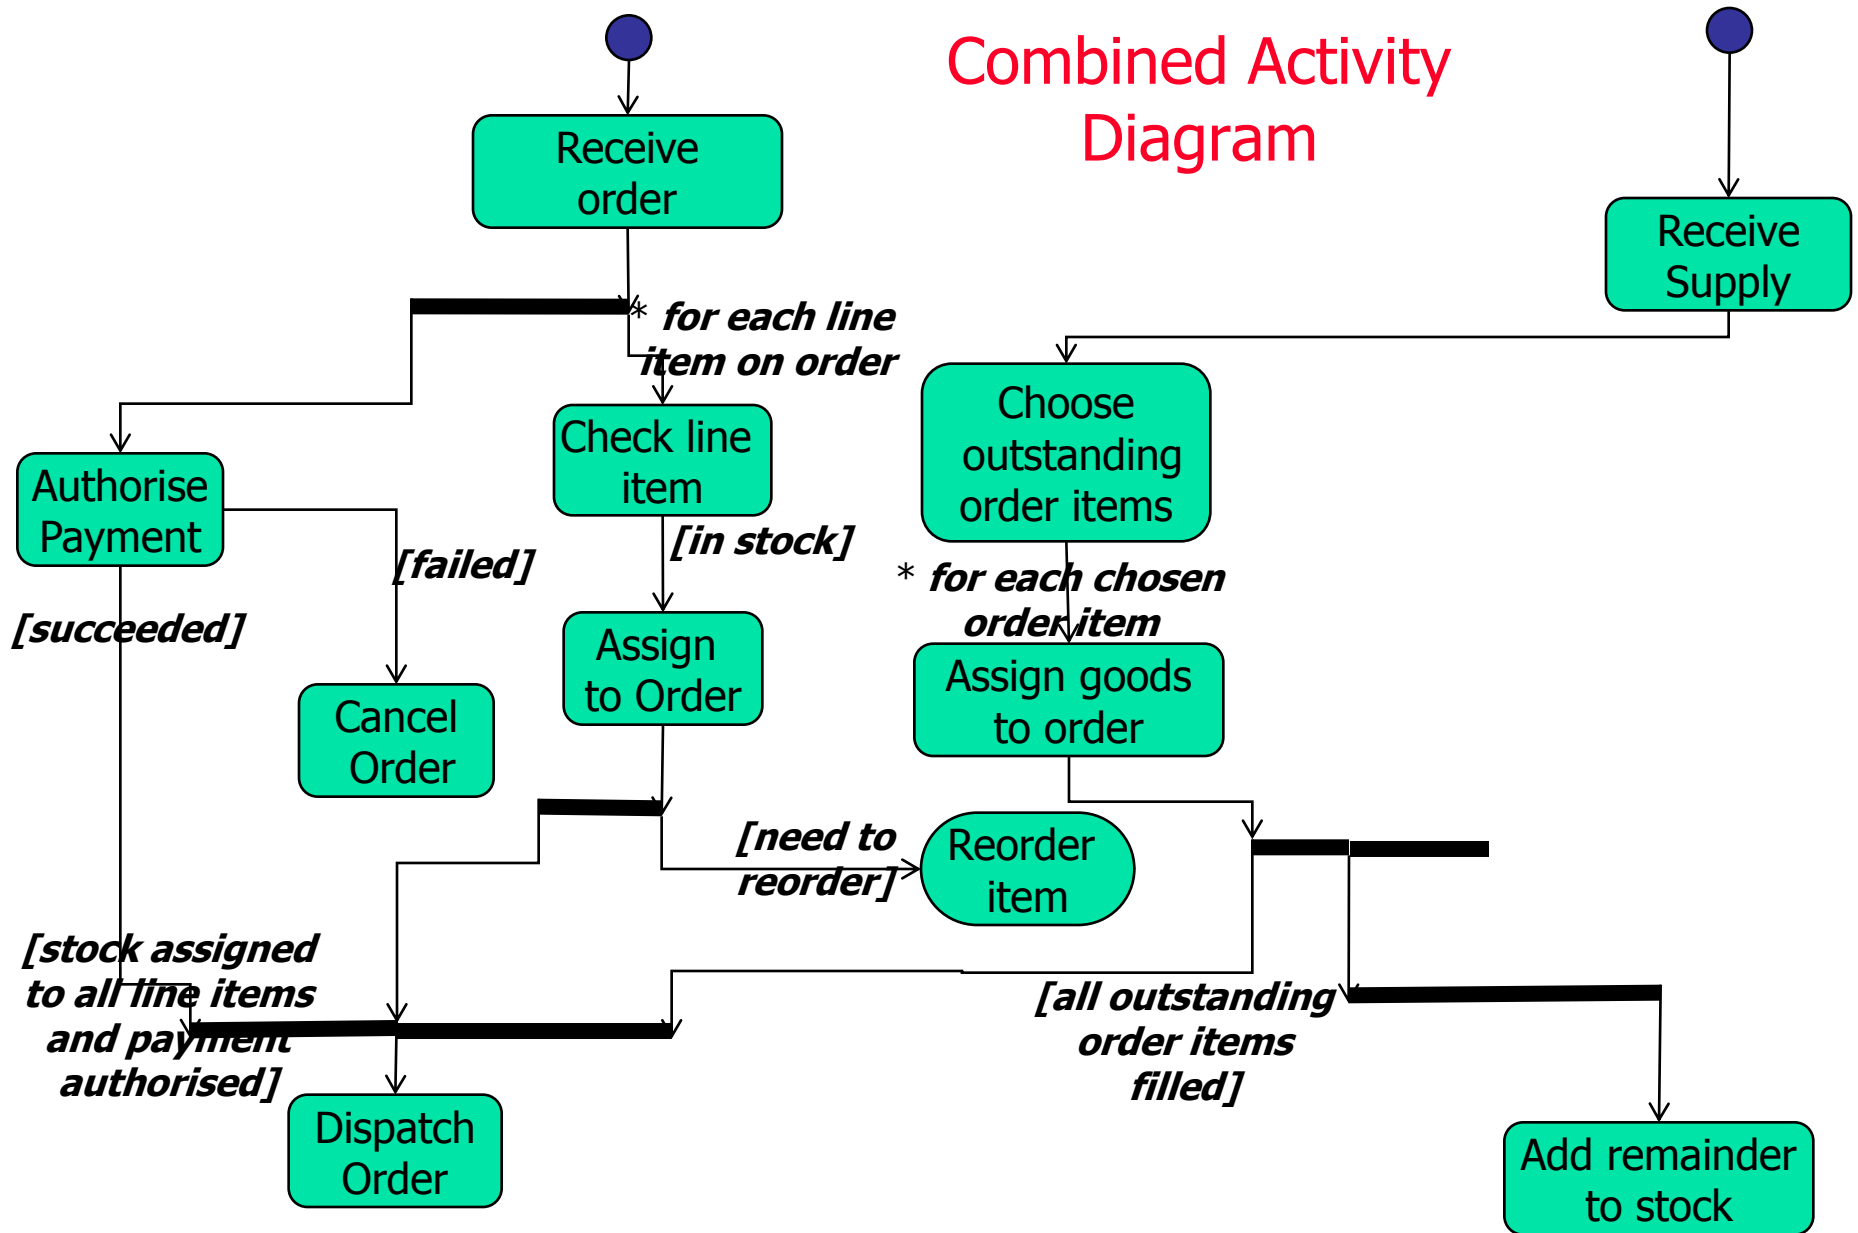 Combined Activity
Diagram
Receive
order
Receive
Supply
* for each line
item on order
Choose
outstanding
order items
Check line
item
Authorise
Payment
[in stock]
[failed]
* for each chosen
order item
[succeeded]
Assign
to Order
Assign goods
to order
Cancel
Order
[need to
reorder]
Reorder
item
[stock assigned
to all line items
and payment
authorised]
[all outstanding
order items
filled]
Dispatch
Order
Add remainder
to stock